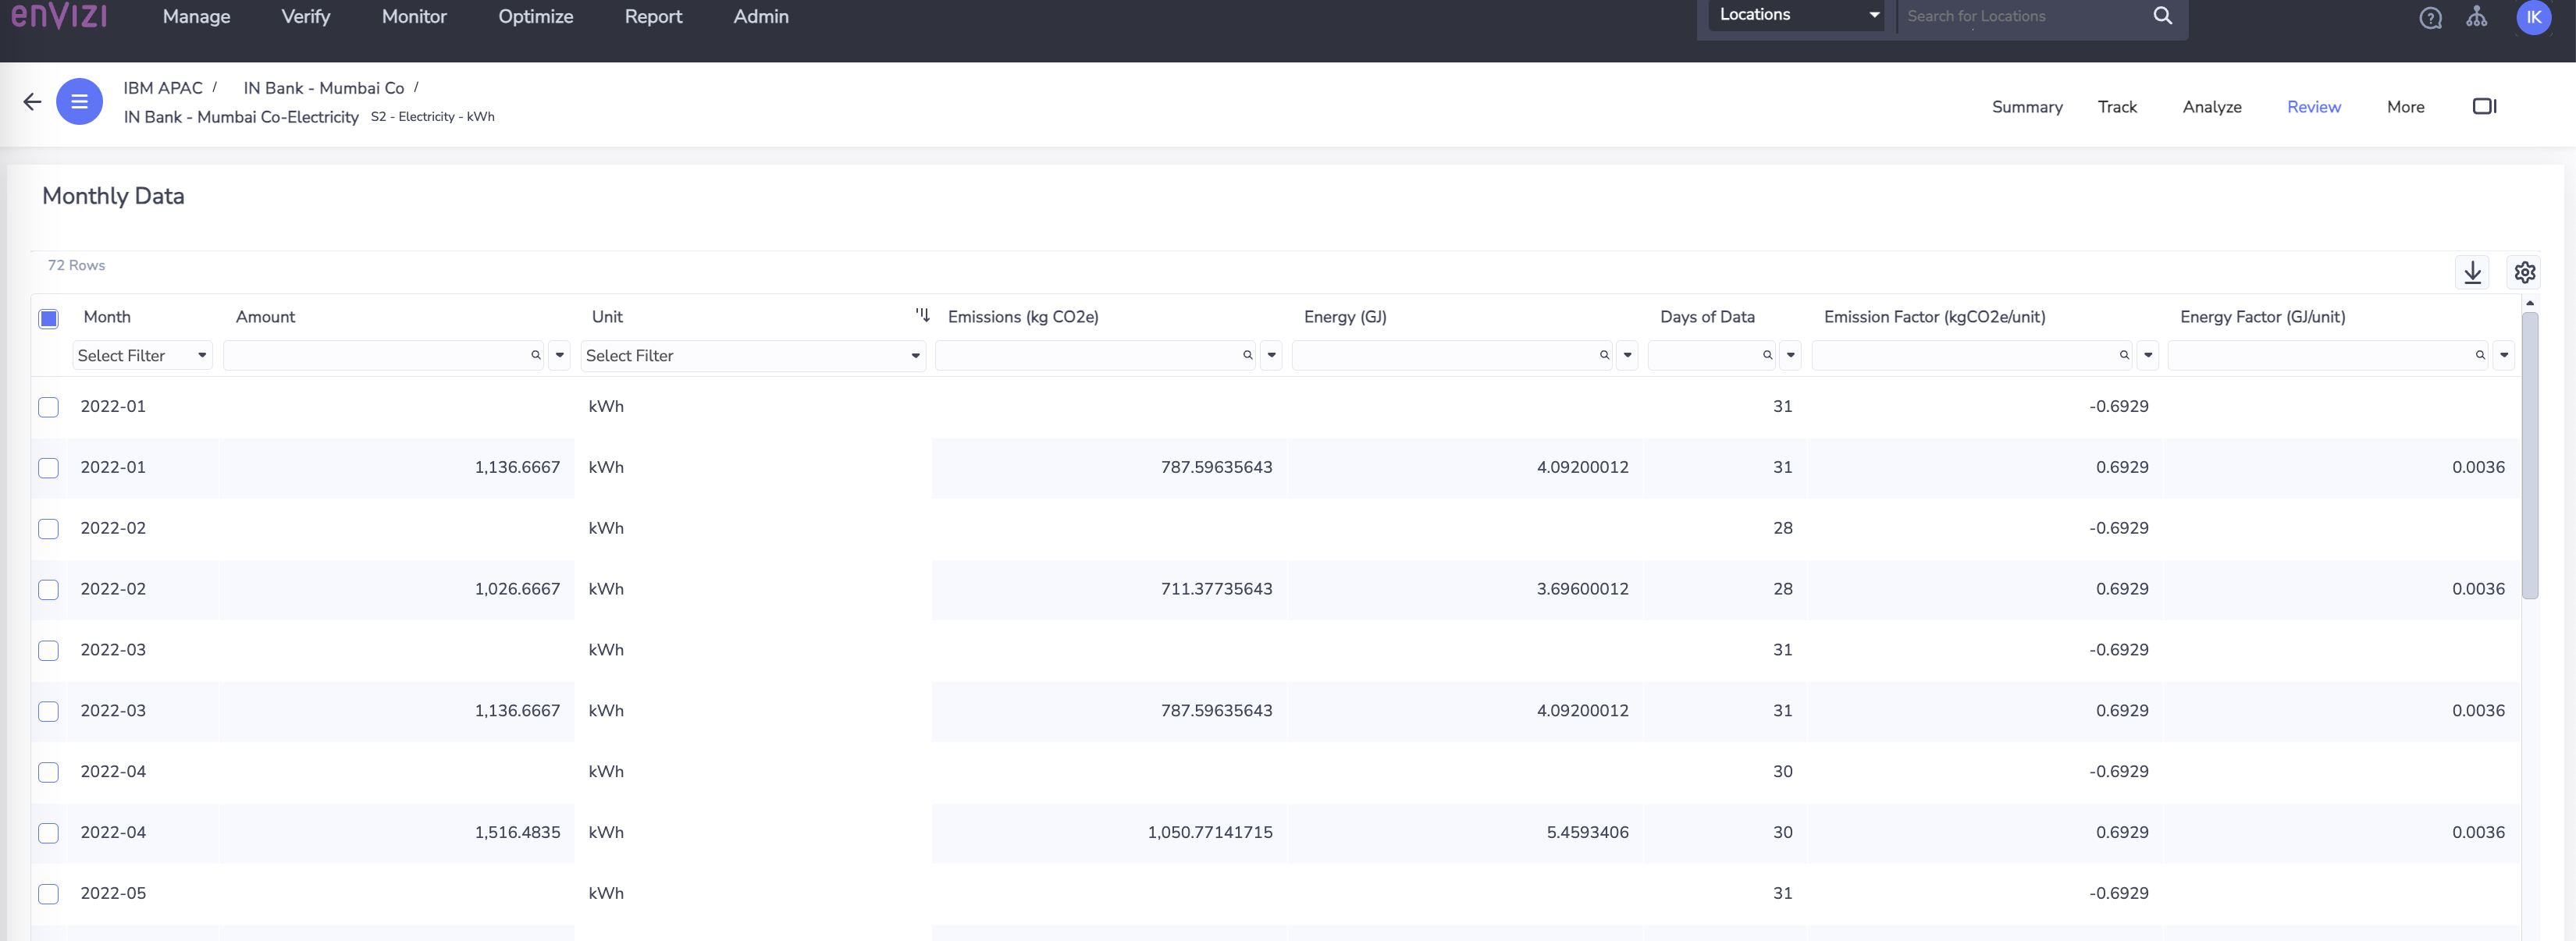 enVIZI Manage Verify Monitor Optimize Report Admin Locations Search for Locations IK
IBM APAC / IN Bank - Mumbai Co /
IN Bank - Mumbai Co-Electricity S2 - Electricity - kWh
Summary Track Analyze Review More
Monthly Data
72 Rows
Month Amount Unit Emissions (kg CO2e) Energy (GJ) Days of Data Emission Factor (kgCO2e/unit) Energy Factor (GJ/unit)
Select Filter Select Filter
2022-01 kWh 31 -0.6929
2022-01 1,136.6667 kWh 787.59635643 4.09200012 31 0.6929 0.0036
2022-02 kWh 28 -0.6929
2022-02 1,026.6667 kWh 711.37735643 3.69600012 28 0.6929 0.0036
2022-03 kWh 31 -0.6929
2022-03 1,136.6667 kWh 787.59635643 4.09200012 31 0.6929 0.0036
2022-04 kWh 30 -0.6929
2022-04 1,516.4835 kWh 1,050.77141715 5.4593406 30 0.6929 0.0036
2022-05 kWh 31 -0.6929